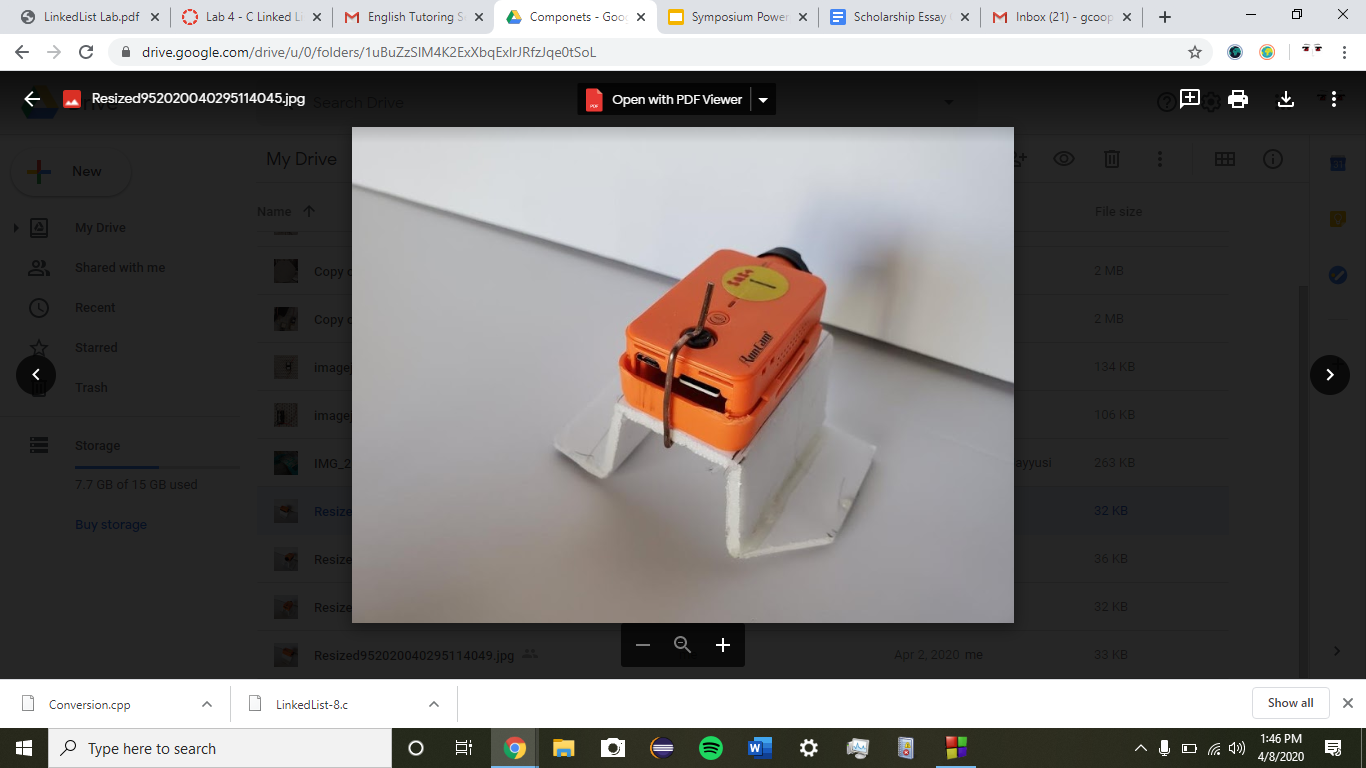 LinkedList Lab.pdf
Lab 4 - C Linked Li
English Tutoring S
Componets - Goo
Symposium Power
Scholarship Essay
Inbox (21) - gcoop
drive.google.com/drive/u/0/folders/1uBuZzSlM4K2ExXbqExIrJRfzJqe0tSoL
Resized952020040295114045.jpg
Search Drive
Open with PDF Viewer
New
My Drive
Name
File size
My Drive
Shared with me
Recent
Starred
Trash
Storage
7.7 GB of 15 GB used
Buy storage
Copy
2 MB
Copy
2 MB
image
134 KB
image
106 KB
IMG_2
ayyusi
263 KB
Resize
32 KB
Resize
36 KB
Resize
32 KB
Resized952020040295114049.jpg
Apr 2, 2020 me
33 KB
RunCam
Conversion.cpp
LinkedList-8.c
Show all
Type here to search
1:46 PM
4/8/2020